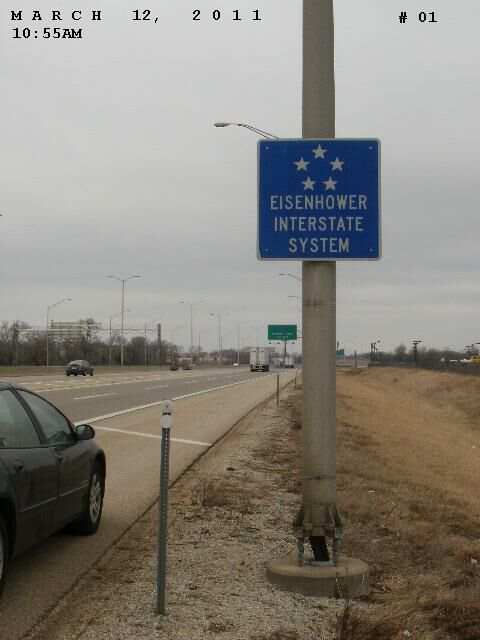 MARCH 12, 2011 # 01
10:55AM
EISENHOWER
INTERSTATE
SYSTEM